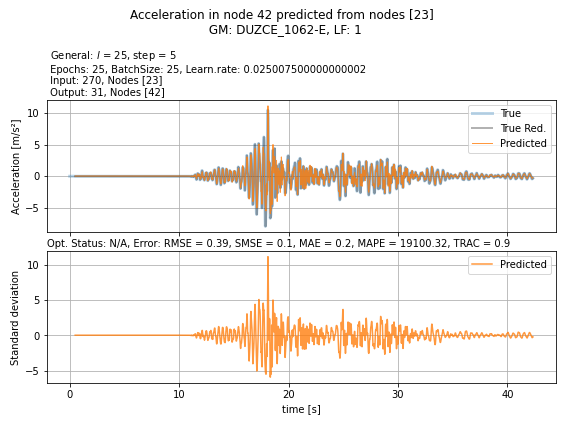 Acceleration in node 42 predicted from nodes [23]
GM: DUZCE_1062-E, LF: 1
General: l = 25, step = 5
Epochs: 25, BatchSize: 25, Learn.rate: 0.025007500000000002
Input: 270, Nodes [23]
Output: 31, Nodes [42]
Acceleration [m/s²]
10
5
0
−5
True
True Red.
Predicted
Opt. Status: N/A, Error: RMSE = 0.39, SMSE = 0.1, MAE = 0.2, MAPE = 19100.32, TRAC = 0.9
Standard deviation
10
5
0
−5
Predicted
0 10 20 30 40
time [s]